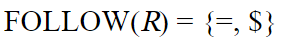 FOLLOW(R) = {=, $}